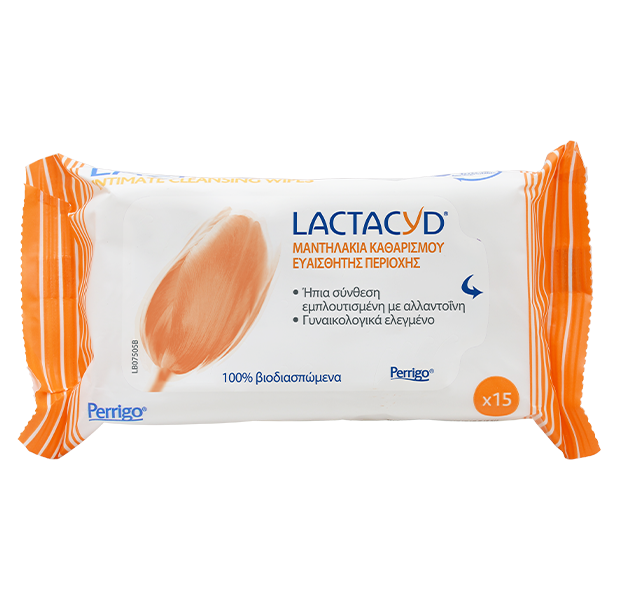 INTIMATE CLEANSING WIPES
LACTACYD®
ΜΑΝΤΗΛΑΚΙΑ ΚΑΘΑΡΙΣΜΟΥ
ΕΥΑΙΣΘΗΤΗΣ ΠΕΡΙΟΧΗΣ
• Ήπια σύνθεση
εμπλουτισμένη με αλλαντοΐνη
• Γυναικολογικά ελεγμένο
LB07505B
100% βιοδιασπώμενα
Perrigo®
x15
Perrigo®